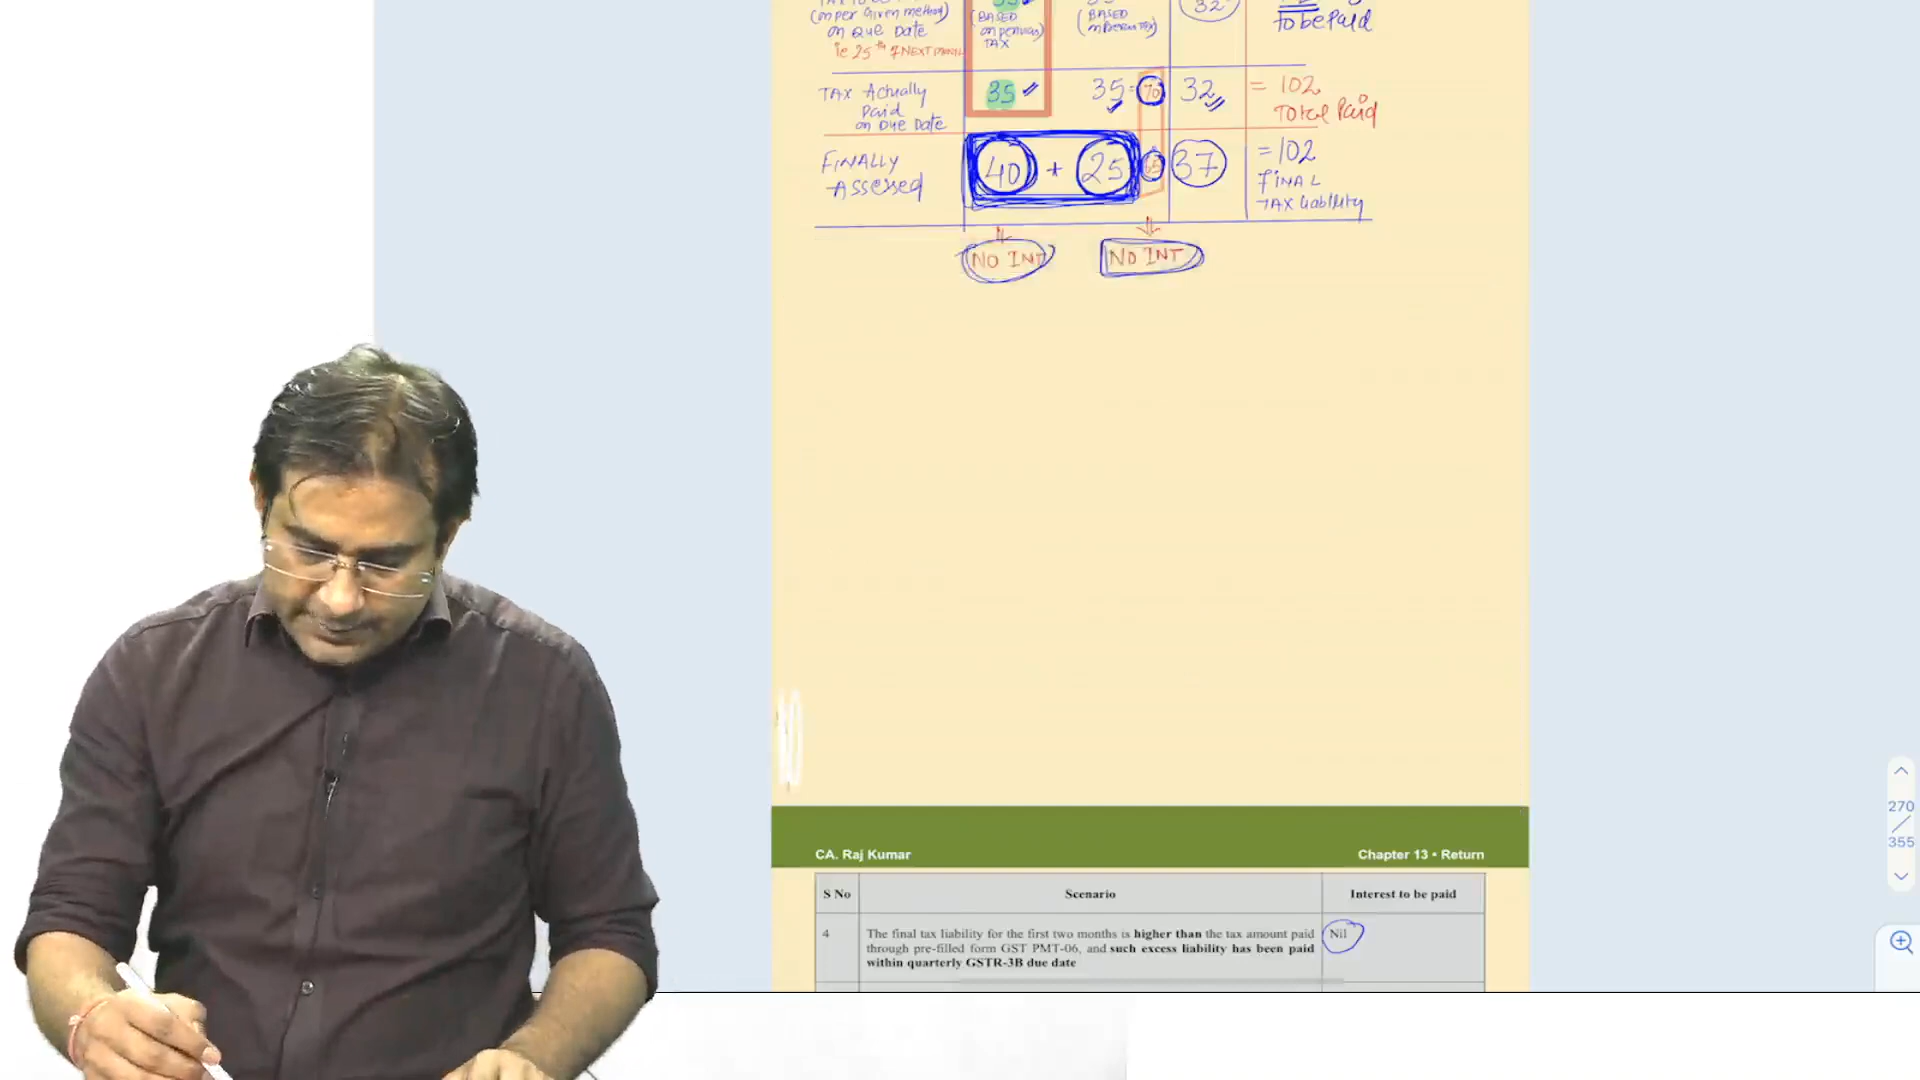 (on per Given method)
on Due Date
ie 25th of NEXT MONTH
(BASED
on previous
TAX
(BASED
32
to be Paid
TAX Actually
Paid
on Due Date
35
35 = 70
32
= 102
Total Paid
FINALLY
Assessed
40 + 25
65
37
= 102
FINAL
TAX Liability
NO INT
NO INT
CA. Raj Kumar
Chapter 13 • Return
S No
Scenario
Interest to be paid
4
The final tax liability for the first two months is higher than the tax amount paid
through pre-filled form GST PMT-06, and such excess liability has been paid
within quarterly GSTR-3B due date
Nil
270
355